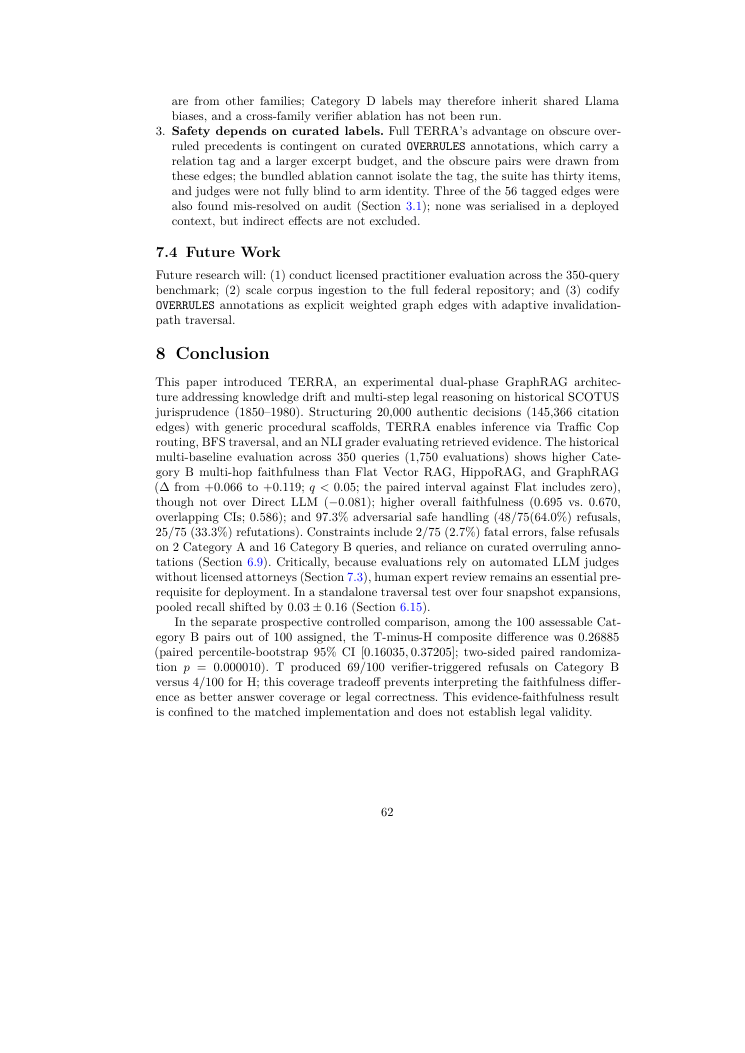 are from other families; Category D labels may therefore inherit shared Llama
biases, and a cross-family verifier ablation has not been run.
3. Safety depends on curated labels. Full TERRA's advantage on obscure over-
ruled precedents is contingent on curated OVERRULES annotations, which carry a
relation tag and a larger excerpt budget, and the obscure pairs were drawn from
these edges; the bundled ablation cannot isolate the tag, the suite has thirty items,
and judges were not fully blind to arm identity. Three of the 56 tagged edges were
also found mis-resolved on audit (Section 3.1); none was serialised in a deployed
context, but indirect effects are not excluded.
7.4 Future Work
Future research will: (1) conduct licensed practitioner evaluation across the 350-query
benchmark; (2) scale corpus ingestion to the full federal repository; and (3) codify
OVERRULES annotations as explicit weighted graph edges with adaptive invalidation-
path traversal.
8 Conclusion
This paper introduced TERRA, an experimental dual-phase GraphRAG architec-
ture addressing knowledge drift and multi-step legal reasoning on historical SCOTUS
jurisprudence (1850–1980). Structuring 20,000 authentic decisions (145,366 citation
edges) with generic procedural scaffolds, TERRA enables inference via Traffic Cop
routing, BFS traversal, and an NLI grader evaluating retrieved evidence. The historical
multi-baseline evaluation across 350 queries (1,750 evaluations) shows higher Cate-
gory B multi-hop faithfulness than Flat Vector RAG, HippoRAG, and GraphRAG
(Δ from +0.066 to +0.119; q < 0.05; the paired interval against Flat includes zero),
though not over Direct LLM (−0.081); higher overall faithfulness (0.695 vs. 0.670,
overlapping CIs; 0.586); and 97.3% adversarial safe handling (48/75(64.0%) refusals,
25/75 (33.3%) refutations). Constraints include 2/75 (2.7%) fatal errors, false refusals
on 2 Category A and 16 Category B queries, and reliance on curated overruling anno-
tations (Section 6.9). Critically, because evaluations rely on automated LLM judges
without licensed attorneys (Section 7.3), human expert review remains an essential pre-
requisite for deployment. In a standalone traversal test over four snapshot expansions,
pooled recall shifted by 0.03 ± 0.16 (Section 6.15).
In the separate prospective controlled comparison, among the 100 assessable Cat-
egory B pairs out of 100 assigned, the T-minus-H composite difference was 0.26885
(paired percentile-bootstrap 95% CI [0.16035, 0.37205]; two-sided paired randomiza-
tion p = 0.000010). T produced 69/100 verifier-triggered refusals on Category B
versus 4/100 for H; this coverage tradeoff prevents interpreting the faithfulness differ-
ence as better answer coverage or legal correctness. This evidence-faithfulness result
is confined to the matched implementation and does not establish legal validity.
62